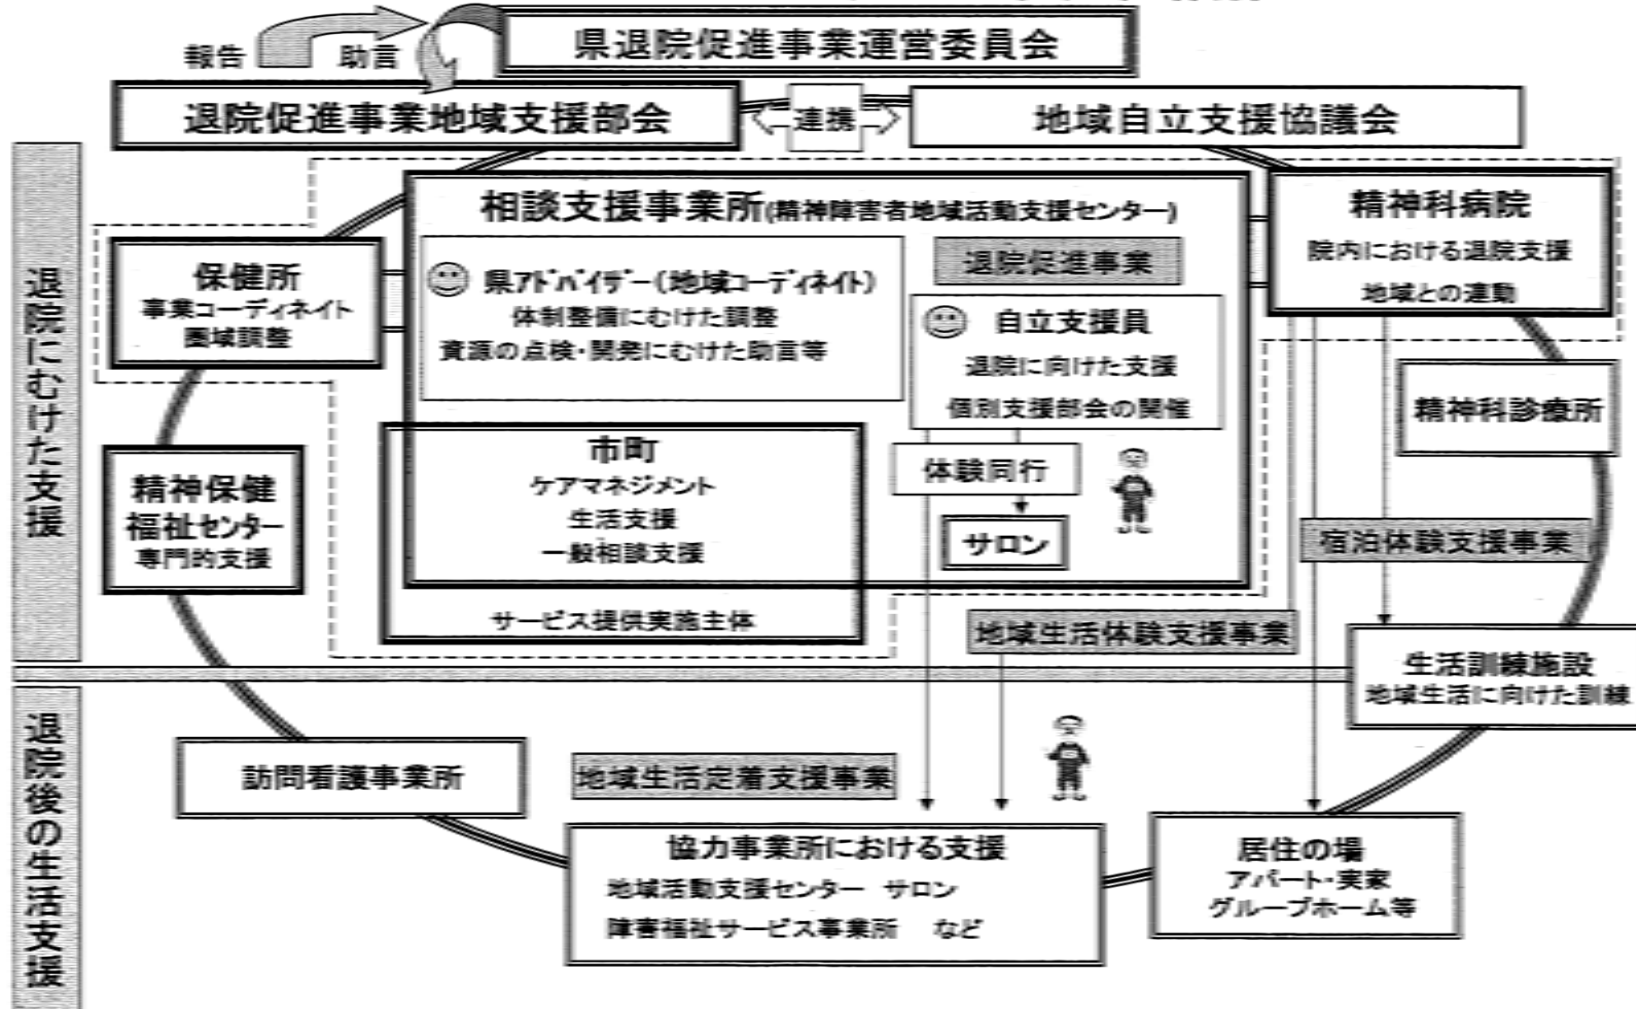 県退院促進事業運営委員会
報告
助言
退院促進事業地域支援部会
連携
地域自立支援協議会
退院にむけた支援
相談支援事業所(精神障害者地域活動支援センター)
精神科病院
院内における退院支援
地域との連動
保健所
事業コーディネイト
圏域調整
県アドバイザー(地域コーディネイト)
体制整備にむけた調整
資源の点検・開発にむけた助言等
退院促進事業
自立支援員
退院に向けた支援
個別支援部会の開催
精神科診療所
市町
ケアマネジメント
生活支援
一般相談支援
サービス提供実施主体
体験同行
サロン
精神保健
福祉センター
専門的支援
宿泊体験支援事業
地域生活体験支援事業
生活訓練施設
地域生活に向けた訓練
退院後の生活支援
訪問看護事業所
地域生活定着支援事業
協力事業所における支援
地域活動支援センター サロン
障害福祉サービス事業所 など
居住の場
アパート・実家
グループホーム等